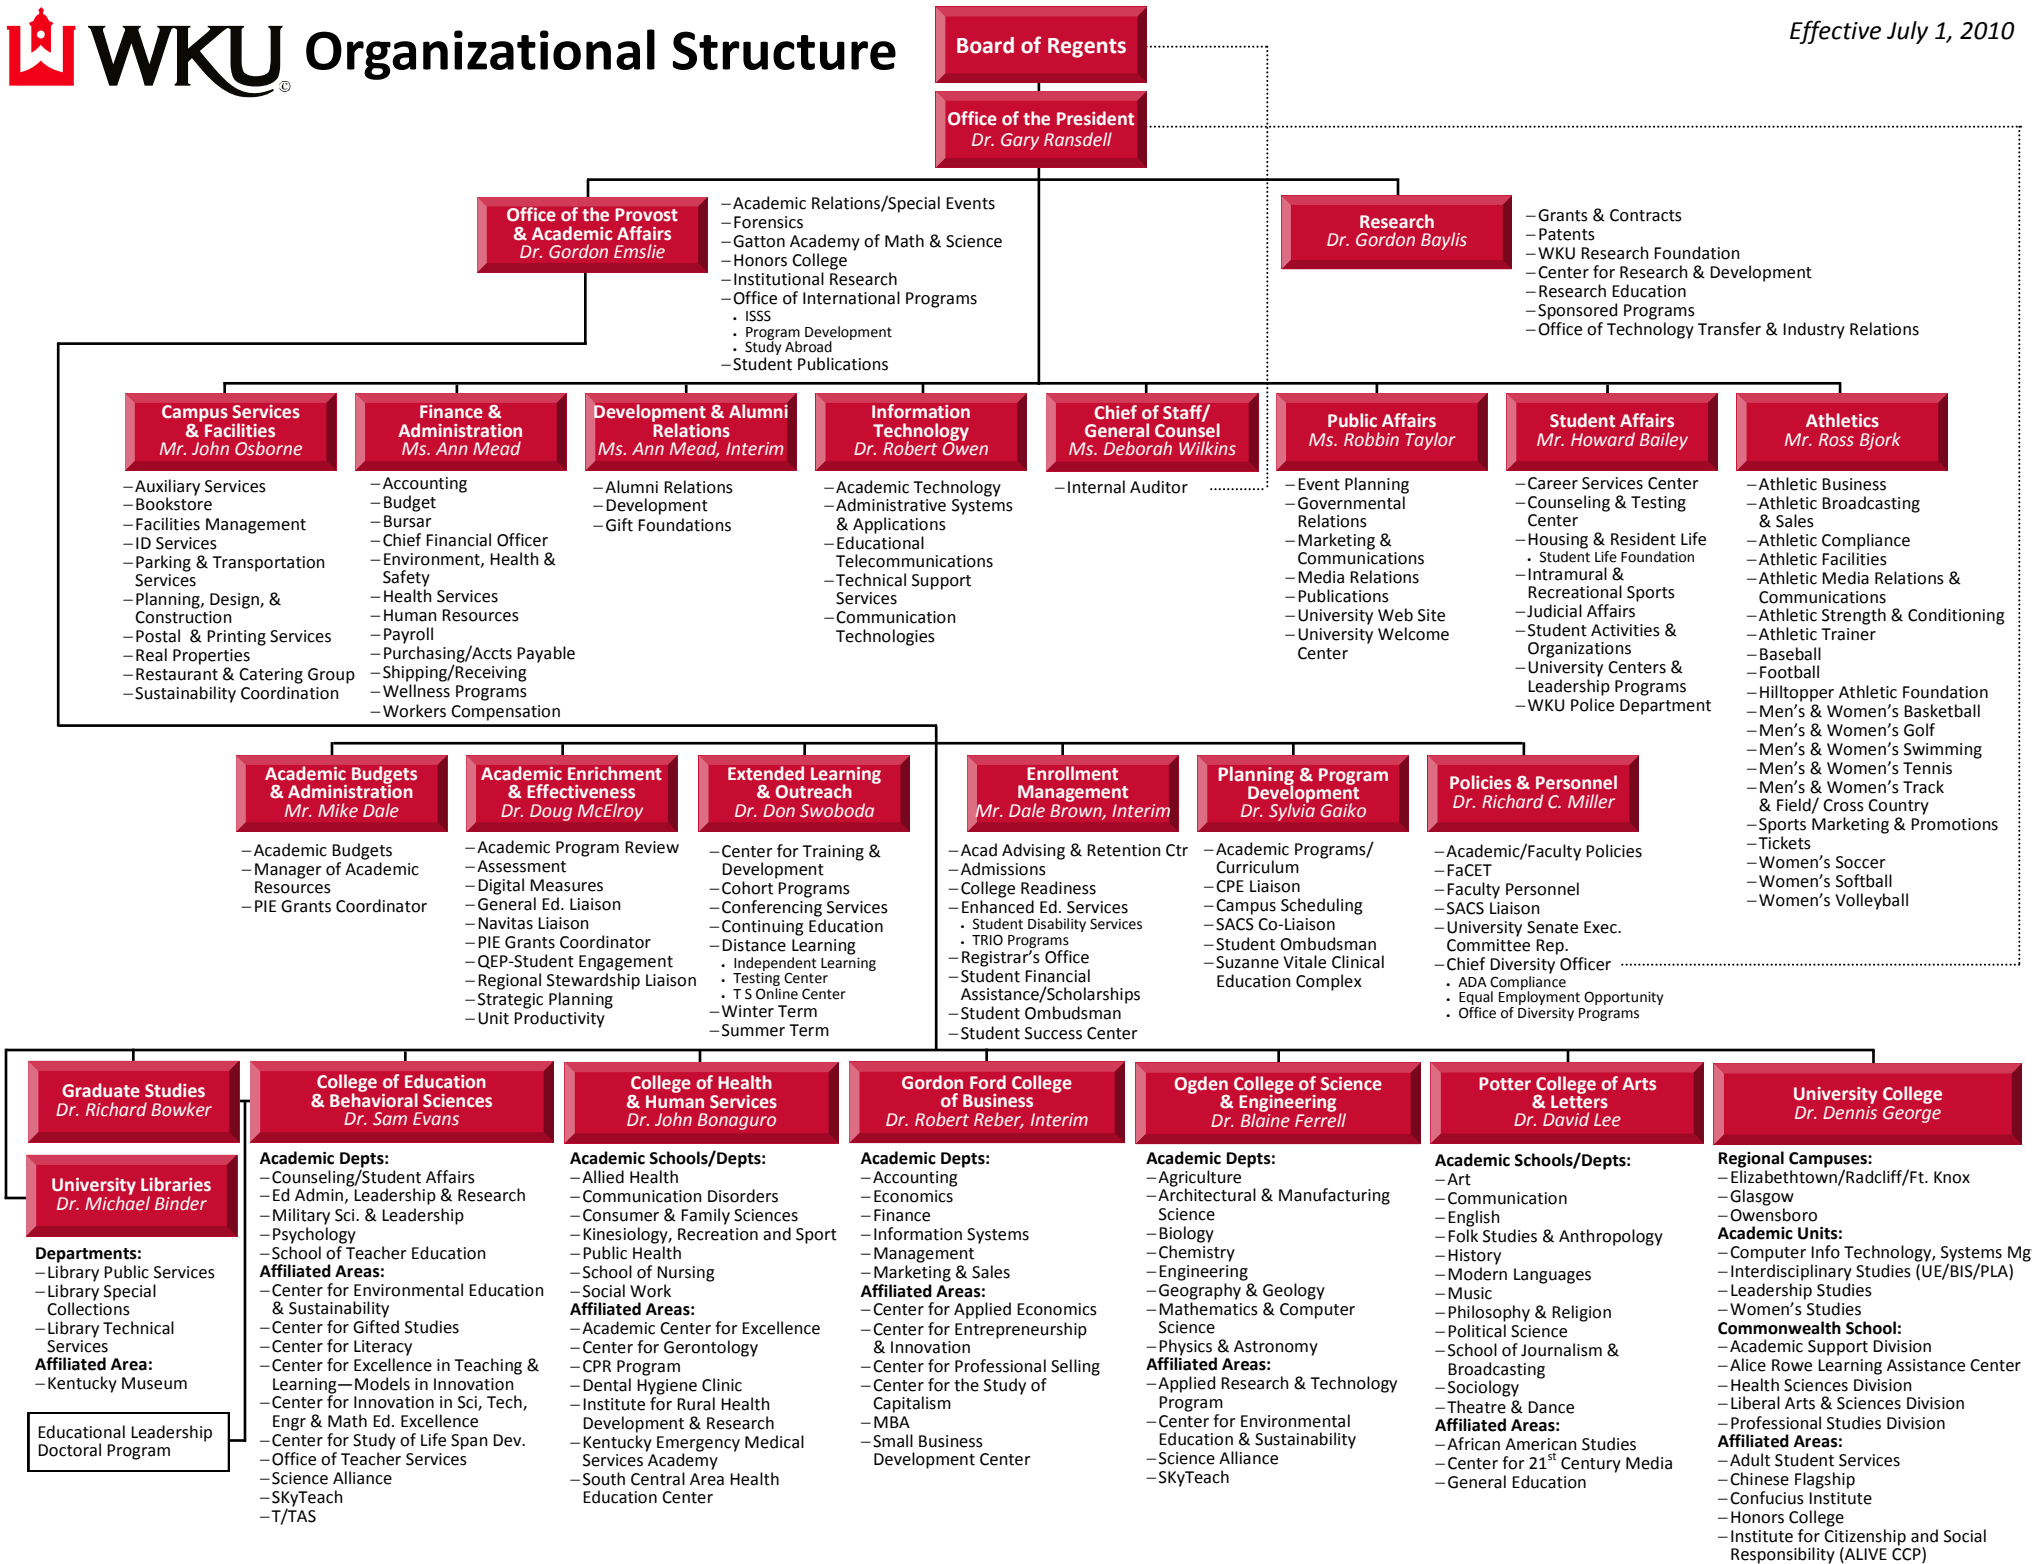 WKU © Organizational Structure
Effective July 1, 2010
Board of Regents
Office of the President
Dr. Gary Ransdell
Office of the Provost
& Academic Affairs
Dr. Gordon Emslie
–Academic Relations/Special Events
–Forensics
–Gatton Academy of Math & Science
–Honors College
–Institutional Research
–Office of International Programs
• ISSS
• Program Development
• Study Abroad
–Student Publications
Research
Dr. Gordon Baylis
–Grants & Contracts
–Patents
–WKU Research Foundation
–Center for Research & Development
–Research Education
–Sponsored Programs
–Office of Technology Transfer & Industry Relations
Campus Services
& Facilities
Mr. John Osborne
–Auxiliary Services
–Bookstore
–Facilities Management
–ID Services
–Parking & Transportation
Services
–Planning, Design, &
Construction
–Postal & Printing Services
–Real Properties
–Restaurant & Catering Group
–Sustainability Coordination
Finance &
Administration
Ms. Ann Mead
–Accounting
–Budget
–Bursar
–Chief Financial Officer
–Environment, Health &
Safety
–Health Services
–Human Resources
–Payroll
–Purchasing/Accts Payable
–Shipping/Receiving
–Wellness Programs
–Workers Compensation
Development & Alumni
Relations
Ms. Ann Mead, Interim
–Alumni Relations
–Development
–Gift Foundations
Information
Technology
Dr. Robert Owen
–Academic Technology
–Administrative Systems
& Applications
–Educational
Telecommunications
–Technical Support
Services
–Communication
Technologies
Chief of Staff/
General Counsel
Ms. Deborah Wilkins
–Internal Auditor
Public Affairs
Ms. Robbin Taylor
–Event Planning
–Governmental
Relations
–Marketing &
Communications
–Media Relations
–Publications
–University Web Site
–University Welcome
Center
Student Affairs
Mr. Howard Bailey
–Career Services Center
–Counseling & Testing
Center
–Housing & Resident Life
• Student Life Foundation
–Intramural &
Recreational Sports
–Judicial Affairs
–Student Activities &
Organizations
–University Centers &
Leadership Programs
–WKU Police Department
Athletics
Mr. Ross Bjork
–Athletic Business
–Athletic Broadcasting
& Sales
–Athletic Compliance
–Athletic Facilities
–Athletic Media Relations &
Communications
–Athletic Strength & Conditioning
–Athletic Trainer
–Baseball
–Football
–Hilltopper Athletic Foundation
–Men's & Women's Basketball
–Men's & Women's Golf
–Men's & Women's Swimming
–Men's & Women's Tennis
–Men's & Women's Track
& Field/ Cross Country
–Sports Marketing & Promotions
–Tickets
–Women's Soccer
–Women's Softball
–Women's Volleyball
Academic Budgets
& Administration
Mr. Mike Dale
–Academic Budgets
–Manager of Academic
Resources
–PIE Grants Coordinator
Academic Enrichment
& Effectiveness
Dr. Doug McElroy
–Academic Program Review
–Assessment
–Digital Measures
–General Ed. Liaison
–Navitas Liaison
–PIE Grants Coordinator
–QEP-Student Engagement
–Regional Stewardship Liaison
–Strategic Planning
–Unit Productivity
Extended Learning
& Outreach
Dr. Don Swoboda
–Center for Training &
Development
–Cohort Programs
–Conferencing Services
–Continuing Education
–Distance Learning
• Independent Learning
• Testing Center
• T S Online Center
–Winter Term
–Summer Term
Enrollment
Management
Mr. Dale Brown, Interim
–Acad Advising & Retention Ctr
–Admissions
–College Readiness
–Enhanced Ed. Services
• Student Disability Services
• TRIO Programs
–Registrar's Office
–Student Financial
Assistance/Scholarships
–Student Ombudsman
–Student Success Center
Planning & Program
Development
Dr. Sylvia Gaiko
–Academic Programs/
Curriculum
–CPE Liaison
–Campus Scheduling
–SACS Co-Liaison
–Student Ombudsman
–Suzanne Vitale Clinical
Education Complex
Policies & Personnel
Dr. Richard C. Miller
–Academic/Faculty Policies
–FaCET
–Faculty Personnel
–SACS Liaison
–University Senate Exec.
Committee Rep.
–Chief Diversity Officer
• ADA Compliance
• Equal Employment Opportunity
• Office of Diversity Programs
Graduate Studies
Dr. Richard Bowker
University Libraries
Dr. Michael Binder
Departments:
–Library Public Services
–Library Special
Collections
–Library Technical
Services
Affiliated Area:
–Kentucky Museum
Educational Leadership
Doctoral Program
College of Education
& Behavioral Sciences
Dr. Sam Evans
Academic Depts:
–Counseling/Student Affairs
–Ed Admin, Leadership & Research
–Military Sci. & Leadership
–Psychology
–School of Teacher Education
Affiliated Areas:
–Center for Environmental Education
& Sustainability
–Center for Gifted Studies
–Center for Literacy
–Center for Excellence in Teaching &
Learning—Models in Innovation
–Center for Innovation in Sci, Tech,
Engr & Math Ed. Excellence
–Center for Study of Life Span Dev.
–Office of Teacher Services
–Science Alliance
–SKyTeach
–T/TAS
College of Health
& Human Services
Dr. John Bonaguro
Academic Schools/Depts:
–Allied Health
–Communication Disorders
–Consumer & Family Sciences
–Kinesiology, Recreation and Sport
–Public Health
–School of Nursing
–Social Work
Affiliated Areas:
–Academic Center for Excellence
–Center for Gerontology
–CPR Program
–Dental Hygiene Clinic
–Institute for Rural Health
Development & Research
–Kentucky Emergency Medical
Services Academy
–South Central Area Health
Education Center
Gordon Ford College
of Business
Dr. Robert Reber, Interim
Academic Depts:
–Accounting
–Economics
–Finance
–Information Systems
–Management
–Marketing & Sales
Affiliated Areas:
–Center for Applied Economics
–Center for Entrepreneurship
& Innovation
–Center for Professional Selling
–Center for the Study of
Capitalism
–MBA
–Small Business
Development Center
Ogden College of Science
& Engineering
Dr. Blaine Ferrell
Academic Depts:
–Agriculture
–Architectural & Manufacturing
Science
–Biology
–Chemistry
–Engineering
–Geography & Geology
–Mathematics & Computer
Science
–Physics & Astronomy
Affiliated Areas:
–Applied Research & Technology
Program
–Center for Environmental
Education & Sustainability
–Science Alliance
–SKyTeach
Potter College of Arts
& Letters
Dr. David Lee
Academic Schools/Depts:
–Art
–Communication
–English
–Folk Studies & Anthropology
–History
–Modern Languages
–Music
–Philosophy & Religion
–Political Science
–School of Journalism &
Broadcasting
–Sociology
–Theatre & Dance
Affiliated Areas:
–African American Studies
–Center for 21st Century Media
–General Education
University College
Dr. Dennis George
Regional Campuses:
–Elizabethtown/Radcliff/Ft. Knox
–Glasgow
–Owensboro
Academic Units:
–Computer Info Technology, Systems Mg
–Interdisciplinary Studies (UE/BIS/PLA)
–Leadership Studies
–Women's Studies
Commonwealth School:
–Academic Support Division
–Alice Rowe Learning Assistance Center
–Health Sciences Division
–Liberal Arts & Sciences Division
–Professional Studies Division
Affiliated Areas:
–Adult Student Services
–Chinese Flagship
–Confucius Institute
–Honors College
–Institute for Citizenship and Social
Responsibility (ALIVE CCP)